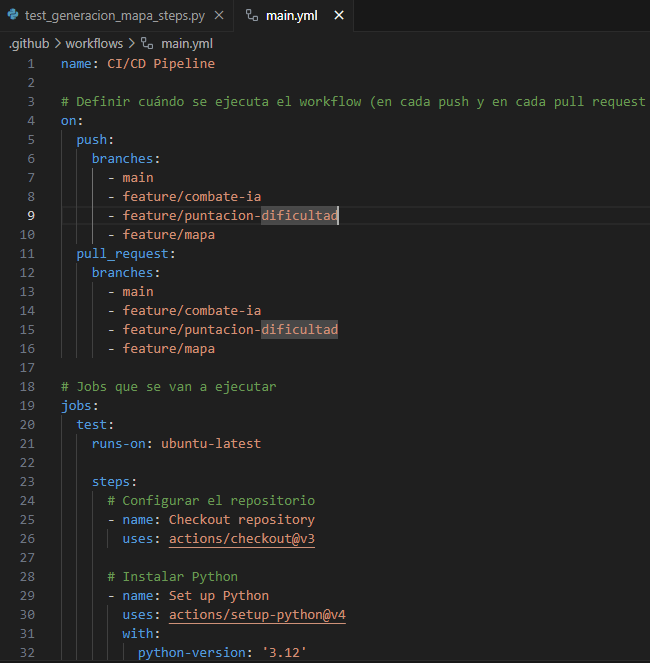 test_generacion_mapa_steps.py main.yml
.github > workflows > main.yml
1 name: CI/CD Pipeline
2
3 # Definir cuándo se ejecuta el workflow (en cada push y en cada pull request
4 on:
5   push:
6     branches:
7       - main
8       - feature/combate-ia
9       - feature/puntacion-dificultad
10       - feature/mapa
11   pull_request:
12     branches:
13       - main
14       - feature/combate-ia
15       - feature/puntacion-dificultad
16       - feature/mapa
17
18 # Jobs que se van a ejecutar
19 jobs:
20   test:
21     runs-on: ubuntu-latest
22
23     steps:
24       # Configurar el repositorio
25       - name: Checkout repository
26         uses: actions/checkout@v3
27
28       # Instalar Python
29       - name: Set up Python
30         uses: actions/setup-python@v4
31         with:
32           python-version: '3.12'